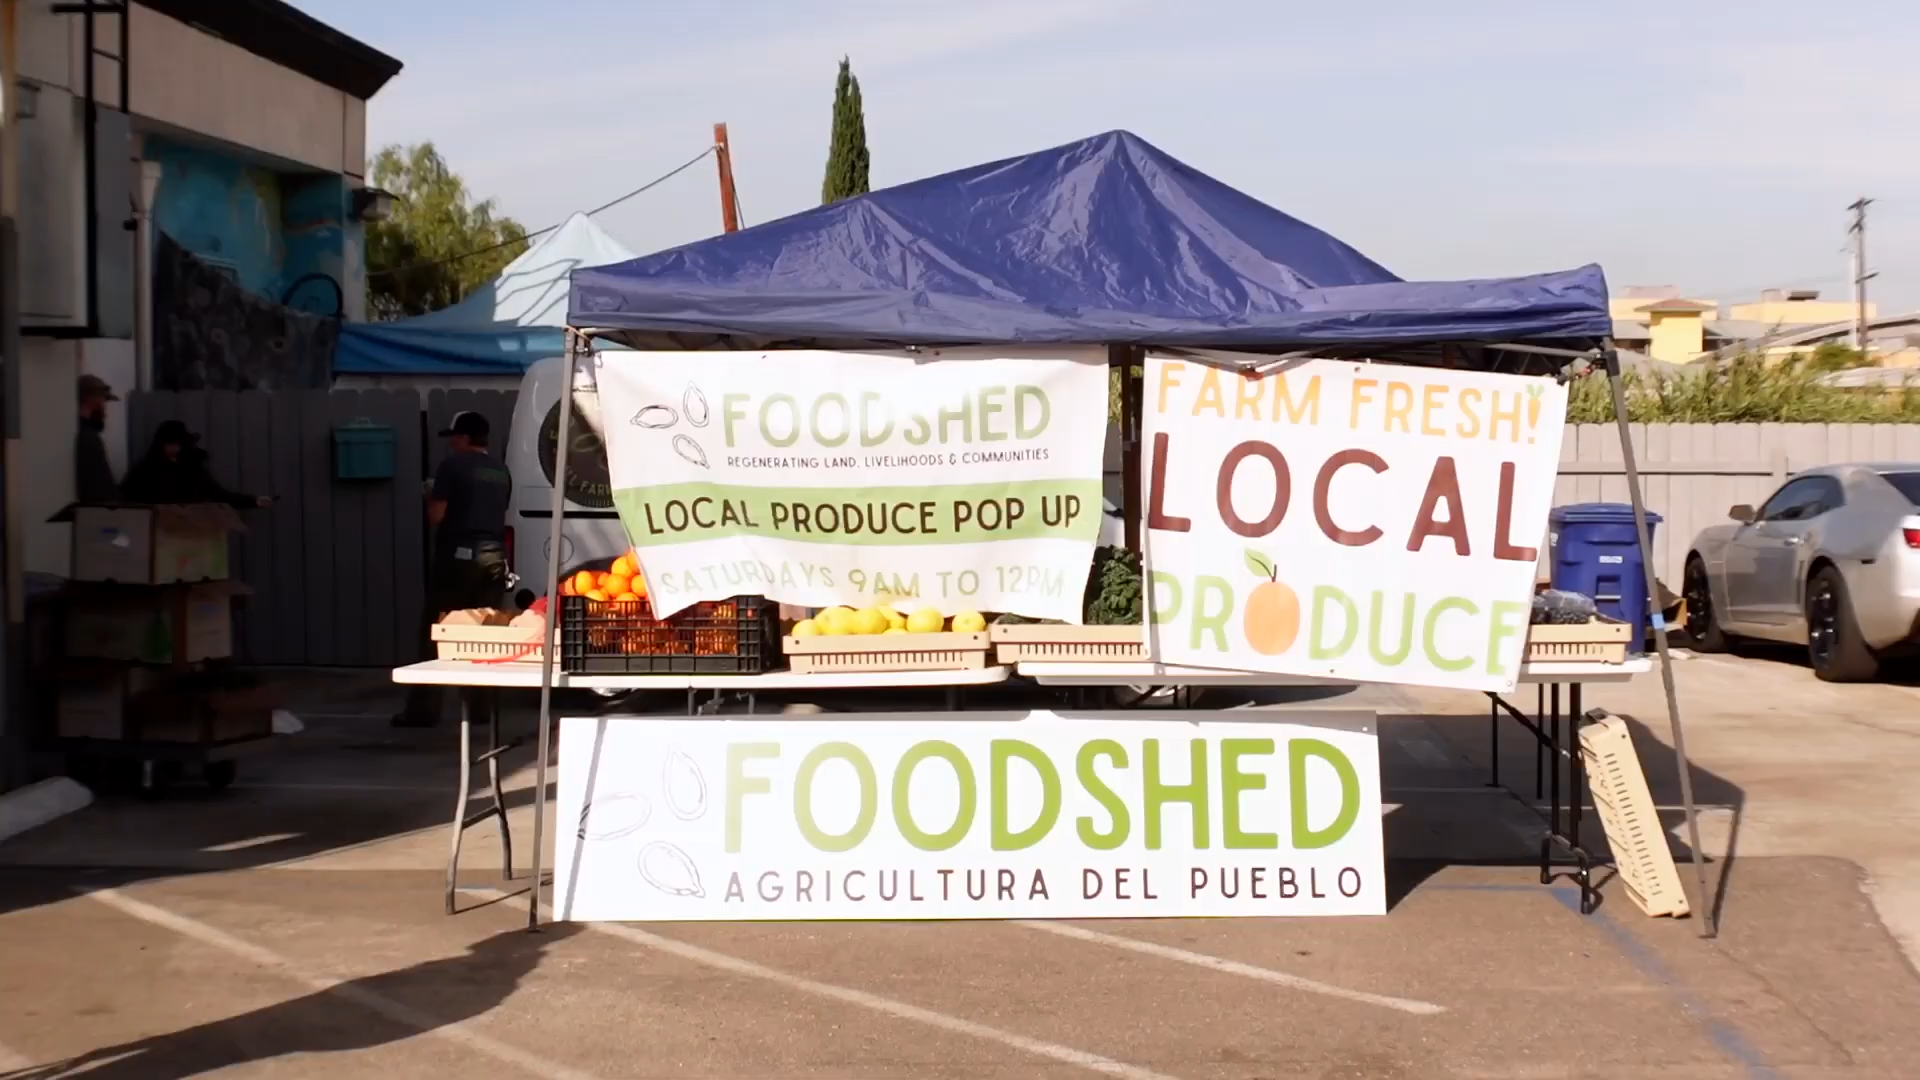 FOODSHED
REGENERATING LAND, LIVELIHOODS & COMMUNITIES
LOCAL PRODUCE POP UP
SATURDAYS 9AM TO 12PM
FARM FRESH!
LOCAL
PRODUCE
FOODSHED
AGRICULTURA DEL PUEBLO